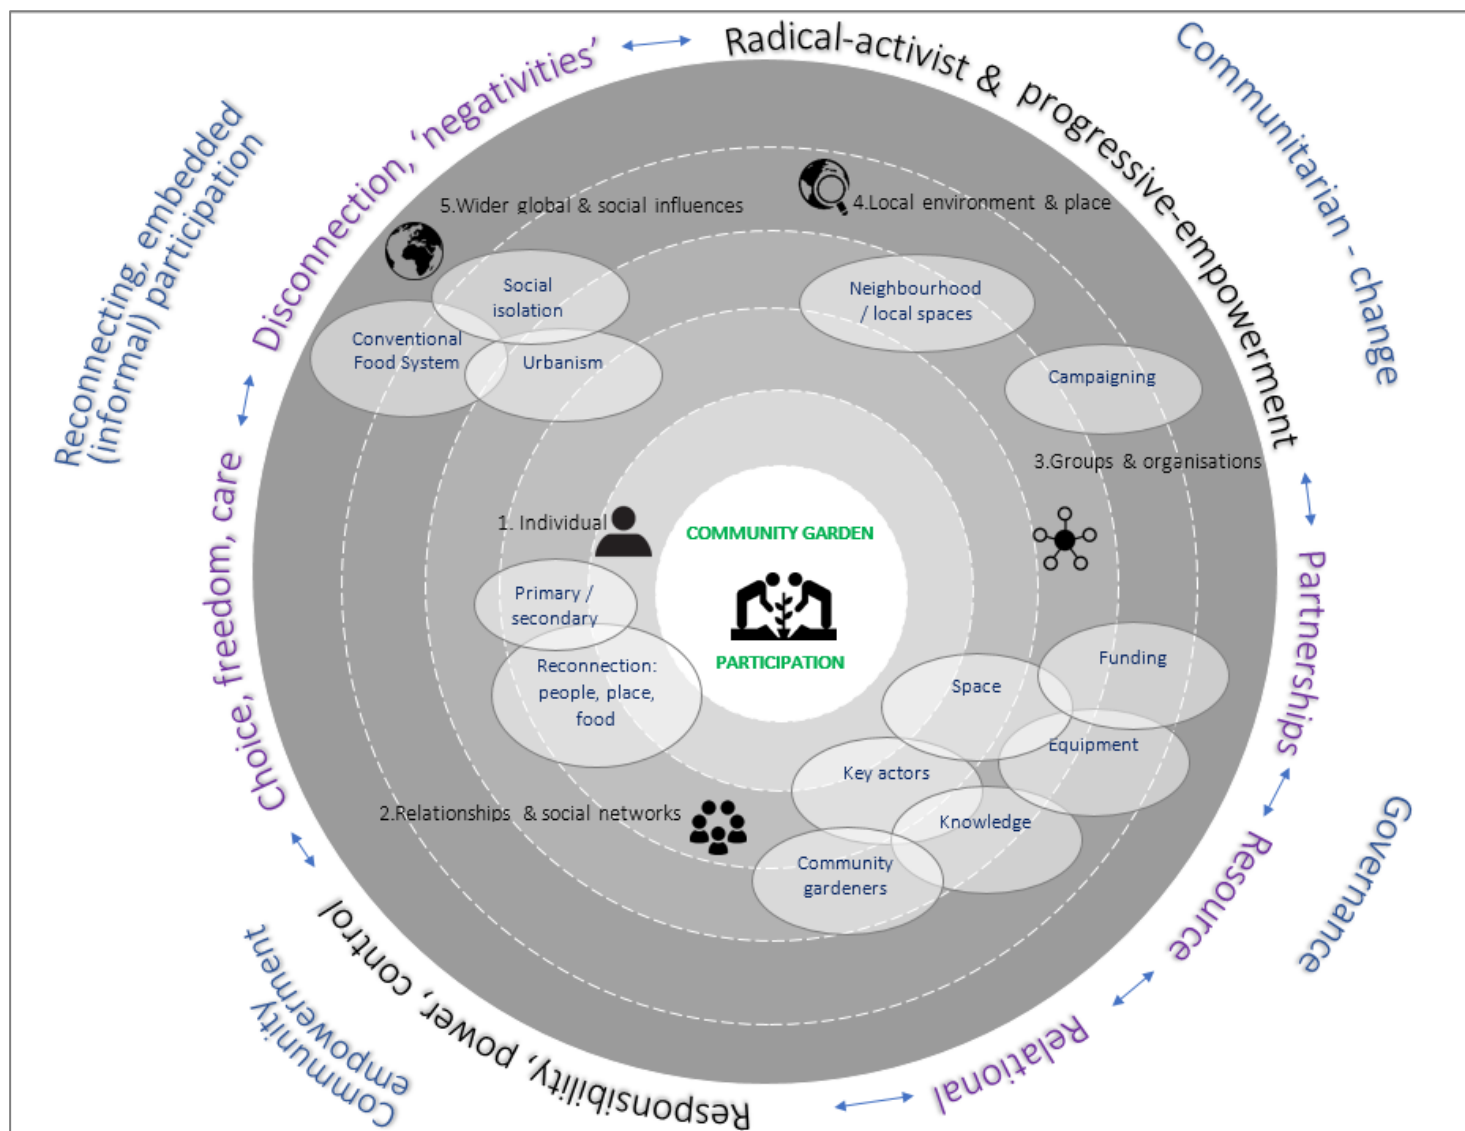 Radical-activist & progressive-empowerment
Communitarian - change
Disconnection, ‘negativities’
Reconnecting, embedded
(informal) participation
5.Wider global & social influences
4.Local environment & place
Social
isolation
Neighbourhood
/ local spaces
Conventional
Food System
Urbanism
Campaigning
3.Groups & organisations
Choice, freedom, care
1. Individual
COMMUNITY GARDEN
PARTICIPATION
Primary /
secondary
Reconnection:
people, place,
food
Partnerships
Funding
Space
Equipment
Key actors
Knowledge
2.Relationships & social networks
Community
gardeners
Resource
Governance
Relational
Responsibility, power, control
Community
empowerment